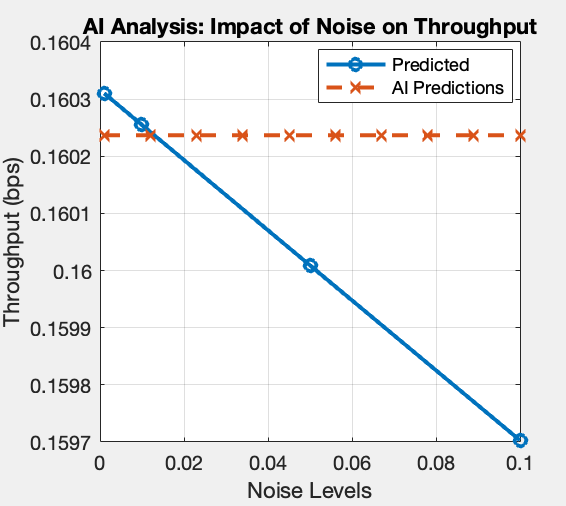 AI Analysis: Impact of Noise on Throughput
Predicted
AI Predictions
Throughput (bps)
0.1604
0.1603
0.1602
0.1601
0.16
0.1599
0.1598
0.1597
0 0.02 0.04 0.06 0.08 0.1
Noise Levels